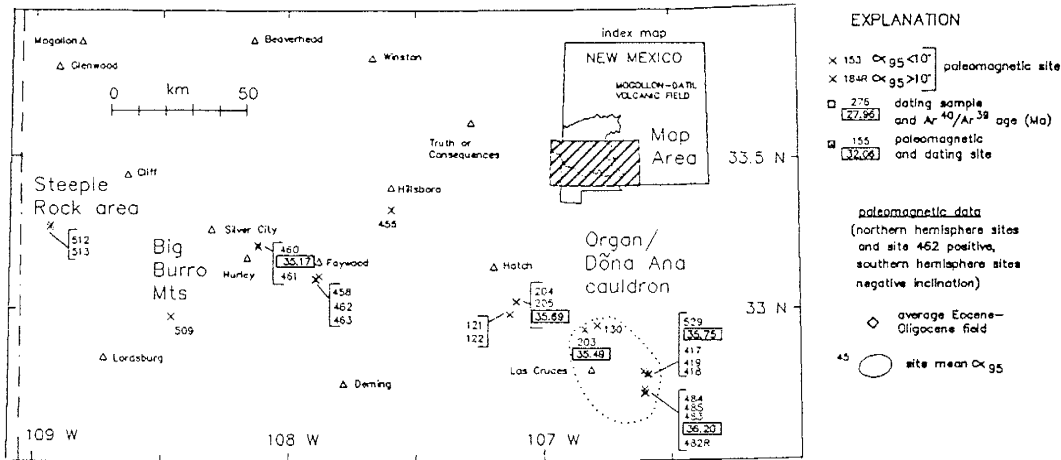 Mogollon
Beaverhead
Glenwood
Winston
0 km 50
Truth or
Consequences
index map
NEW MEXICO
MOGOLLON-DATIL
VOLCANIC FIELD
Map
Area
33.5 N
Cliff
Hillsboro
Steeple
Rock area
455
512
513
Silver City
Big
Burro
Mts
Hurley
460
35.17
461
Faywood
458
462
463
509
Lordsburg
Deming
Hatch
Organ/
Doña Ana
cauldron
204
205
35.69
33 N
121
122
130
203
35.49
Las Cruces
529
35.75
417
419
418
484
485
483
36.20
482R
109 W
108 W
107 W
EXPLANATION
153 ∝95<10°
184R ∝95>10°
paleomagnetic site
275
27.96
dating sample
and Ar40/Ar39 age (Ma)
155
32.06
paleomagnetic
and dating site
paleomagnetic data
(northern hemisphere sites
and site 462 positive,
southern hemisphere sites
negative inclination)
average Eocene-
Oligocene field
45
site mean ∝95